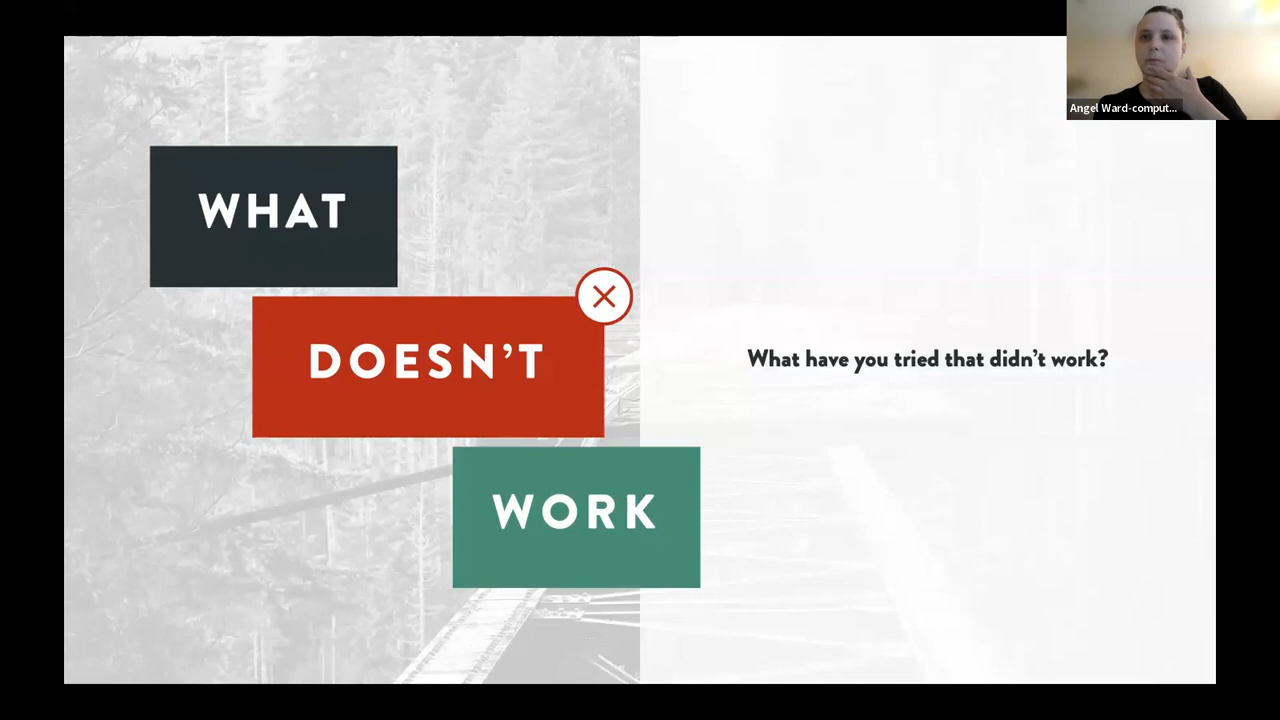 WHAT
DOESN'T
WORK
What have you tried that didn't work?
Angel Ward-comput...